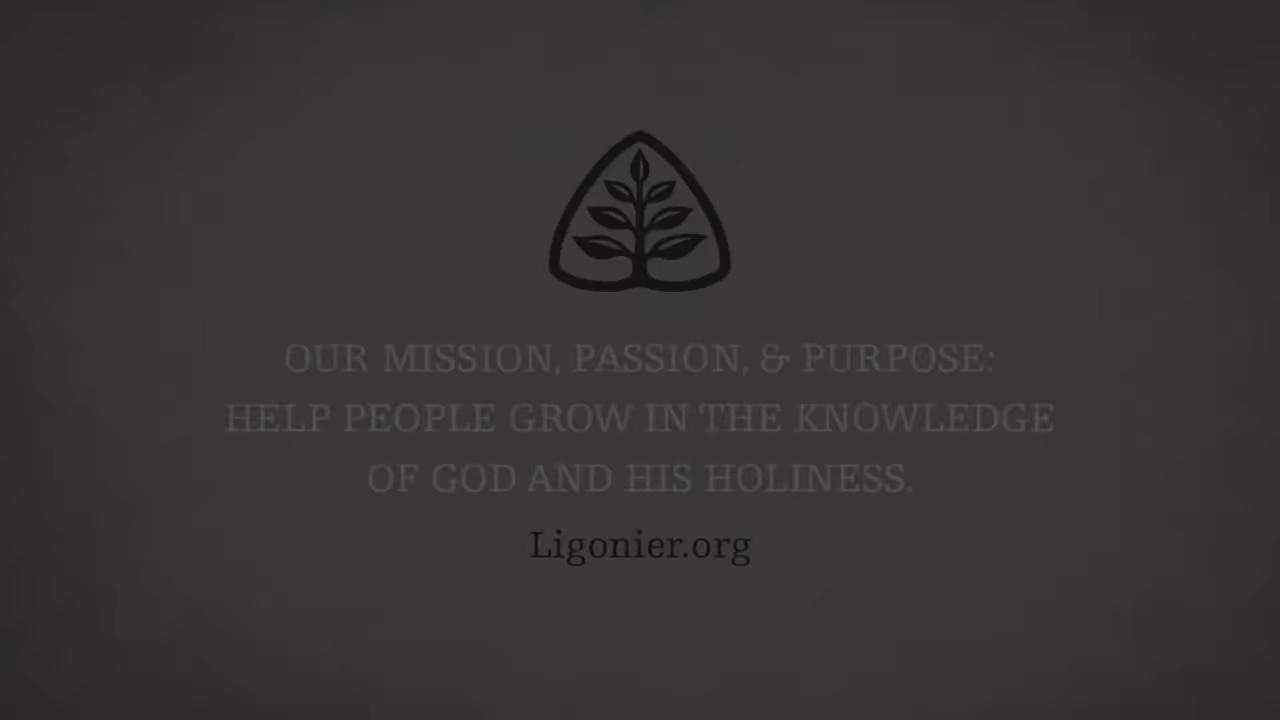 OUR MISSION, PASSION, & PURPOSE:
HELP PEOPLE GROW IN THE KNOWLEDGE
OF GOD AND HIS HOLINESS.
Ligonier.org